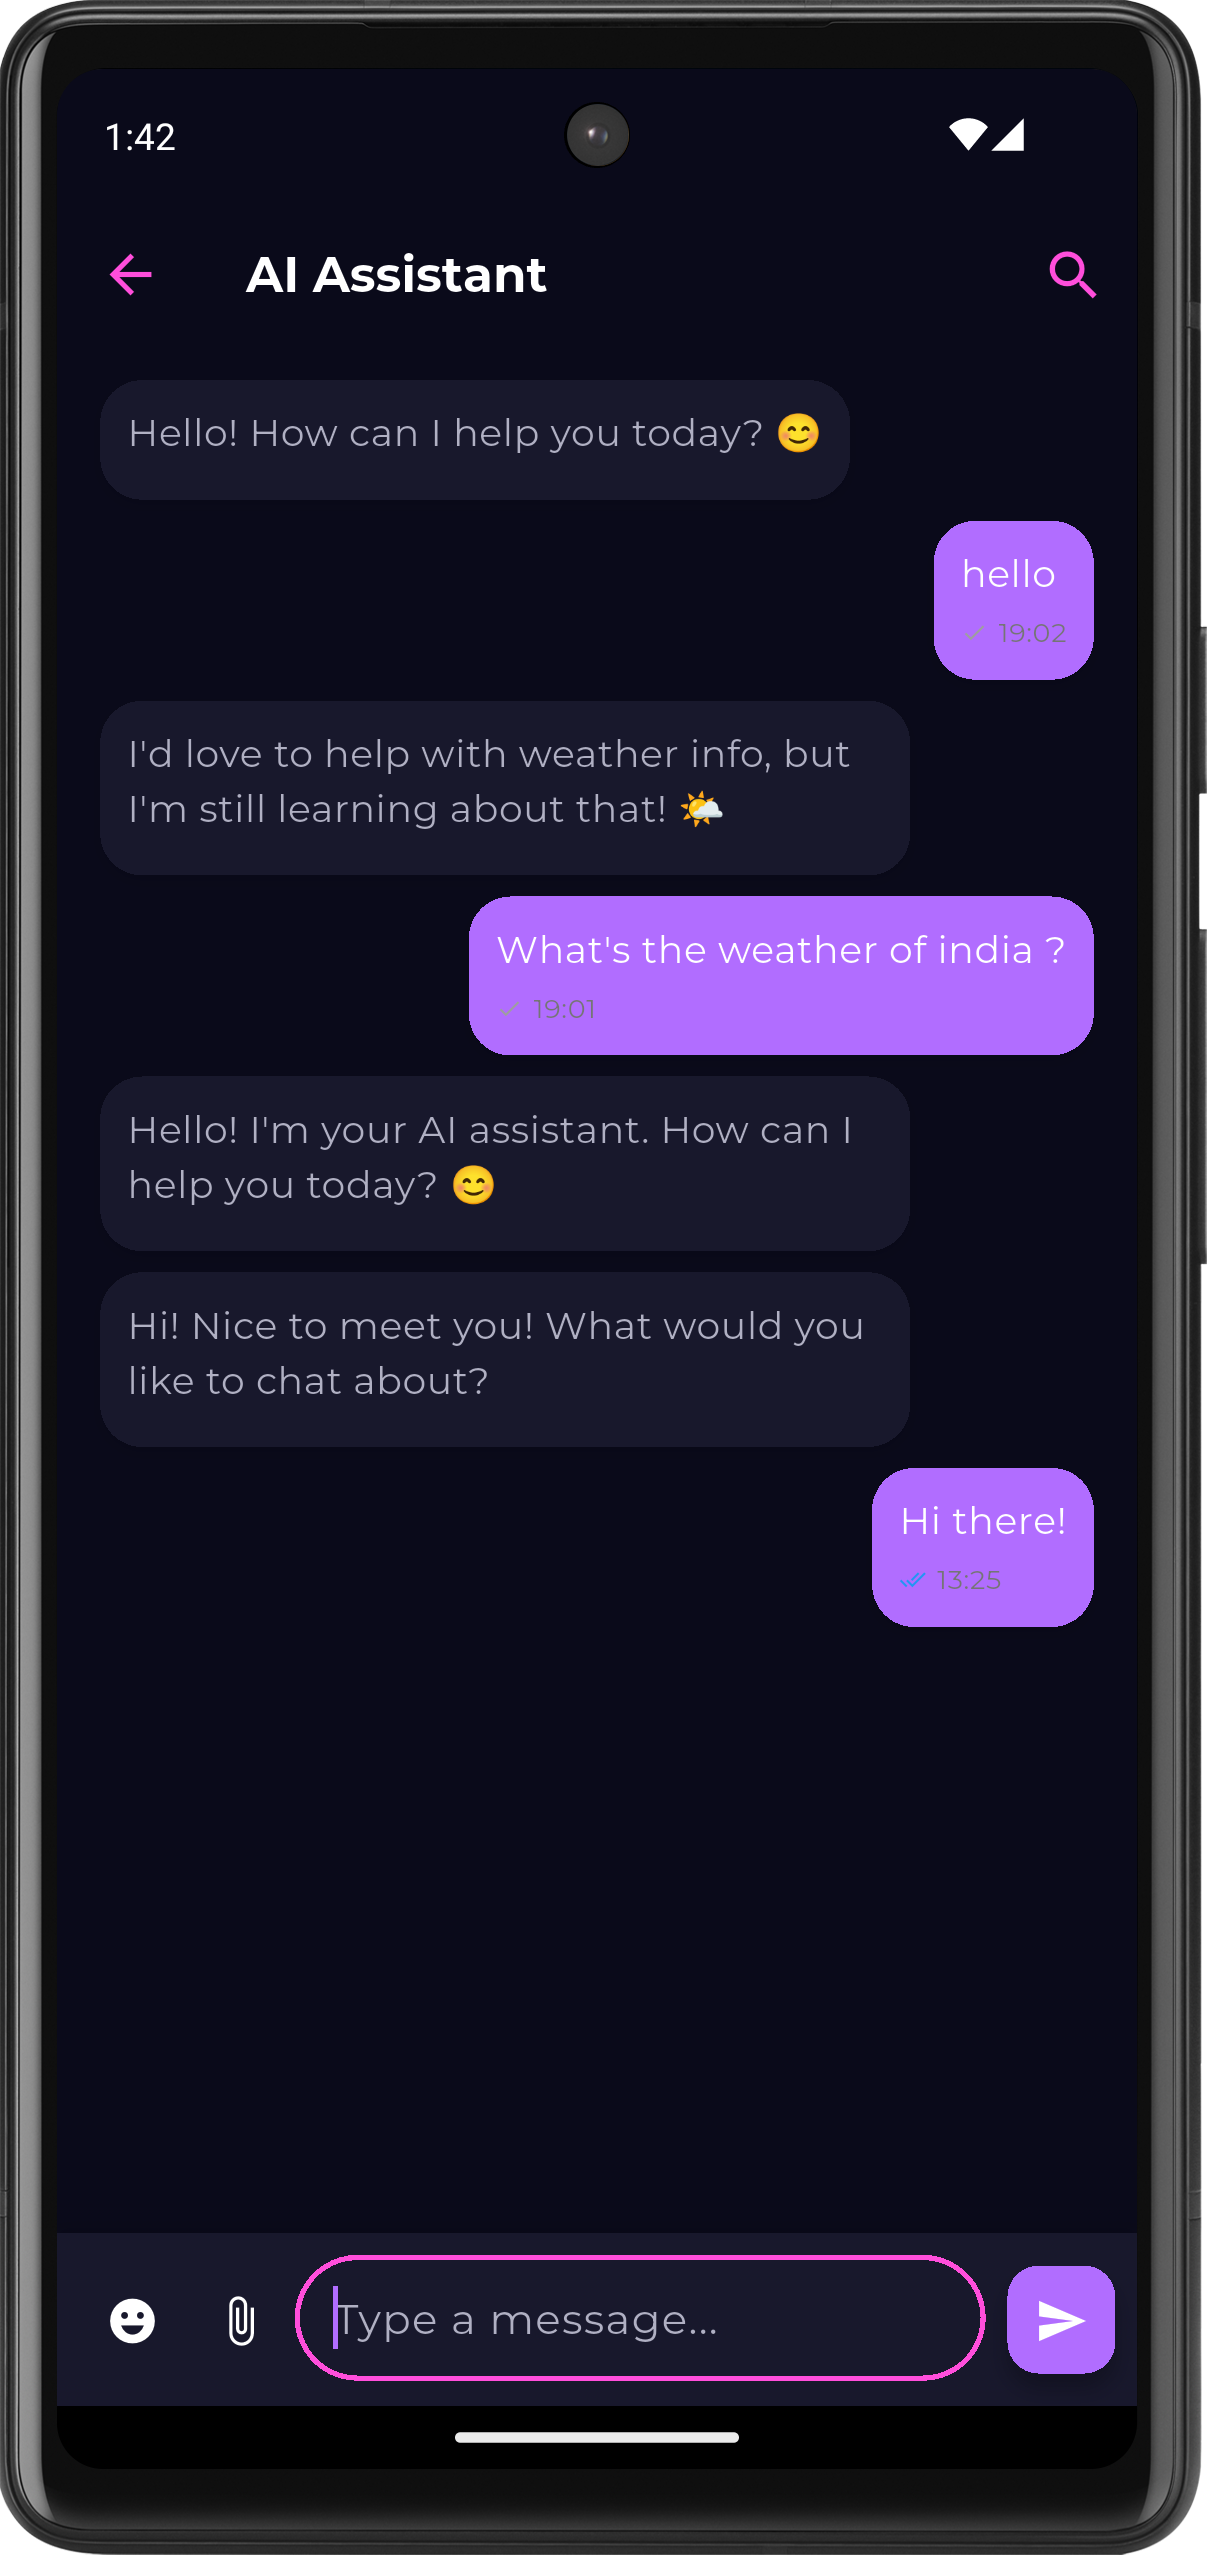 1:42
AI Assistant
Hello! How can I help you today? 😊
hello
19:02
I'd love to help with weather info, but
I'm still learning about that! 🌤️
What's the weather of india ?
19:01
Hello! I'm your AI assistant. How can I
help you today? 😊
Hi! Nice to meet you! What would you
like to chat about?
Hi there!
13:25
Type a message...